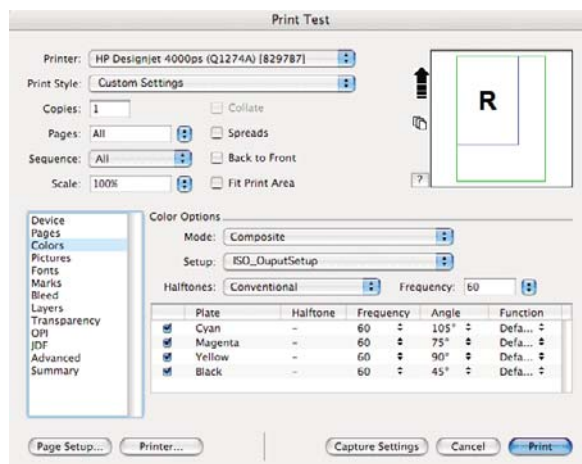 Print Test
Printer: HP Designjet 4000ps (Q1274A) [829787]
Print Style: Custom Settings
Copies: 1 Collate
Pages: All Spreads
Sequence: All Back to Front
Scale: 100% Fit Print Area
R
?
Device
Pages
Colors
Pictures
Fonts
Marks
Bleed
Layers
Transparency
OPI
JDF
Advanced
Summary
Color Options
Mode: Composite
Setup: ISO_OuputSetup
Halftones: Conventional Frequency: 60
Plate Halftone Frequency Angle Function
Cyan – 60 105° Defa...
Magenta – 60 75° Defa...
Yellow – 60 90° Defa...
Black – 60 45° Defa...
Page Setup... Printer... Capture Settings Cancel Print